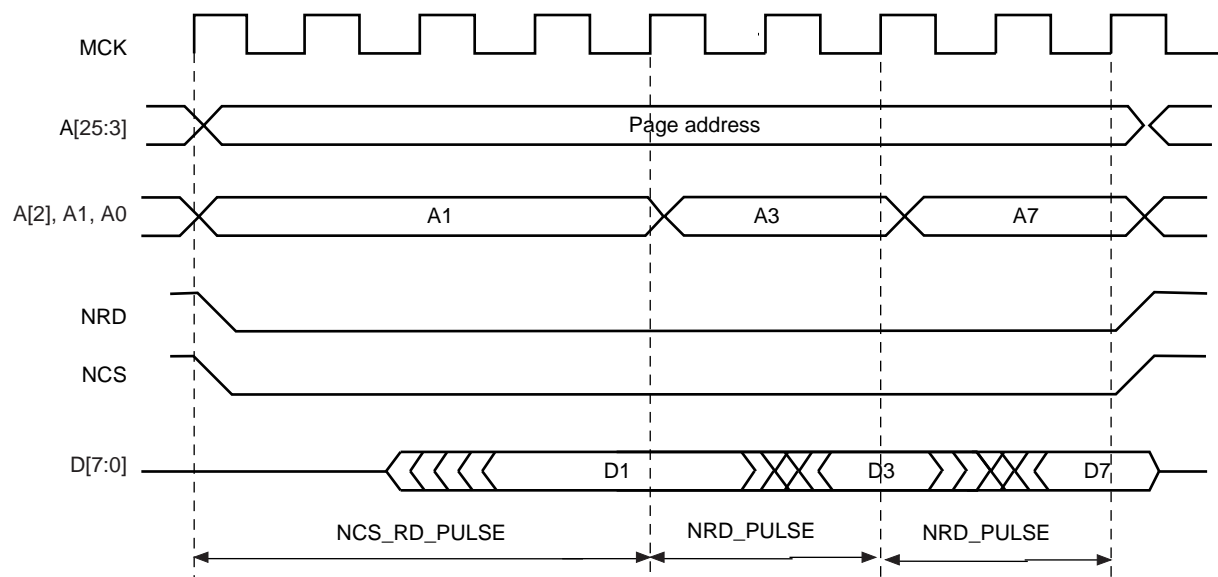 MCK
A[25:3]
Page address
A[2], A1, A0
A1
A3
A7
NRD
NCS
D[7:0]
D1
D3
D7
NCS_RD_PULSE
NRD_PULSE
NRD_PULSE